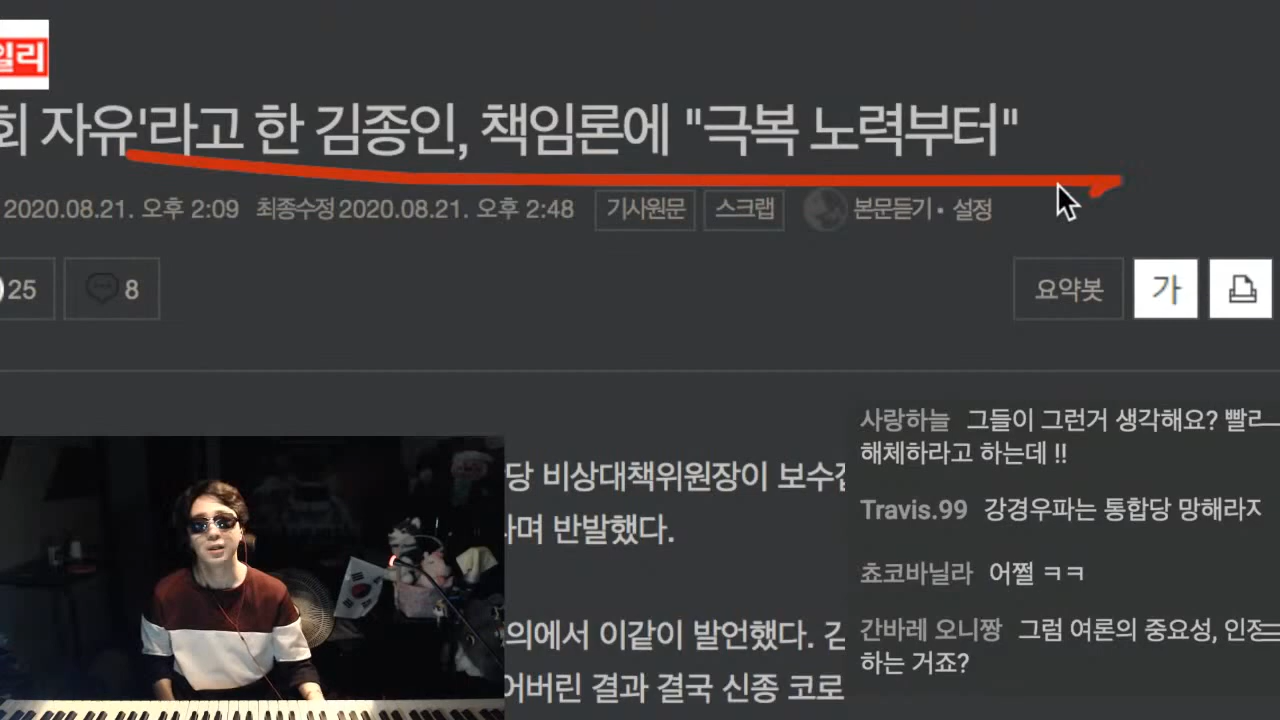 일리
회 자유'라고 한 김종인, 책임론에 "극복 노력부터"
2020.08.21. 오후 2:09 최종수정 2020.08.21. 오후 2:48 기사원문 스크랩 본문듣기 · 설정
25 8 요약봇 가
당 비상대책위원장이 보수
며 반발했다.
의에서 이같이 발언했다.
어버린 결과 결국 신종 코로
사랑하늘 그들이 그런거 생각해요?
해체하라고 하는데 !!
Travis.99 강경우파는 통합당
쵸코바닐라 어쩔 ㅋㅋ
간바레 오니짱 그럼 여론의 중요성, 인정
하는 거죠?